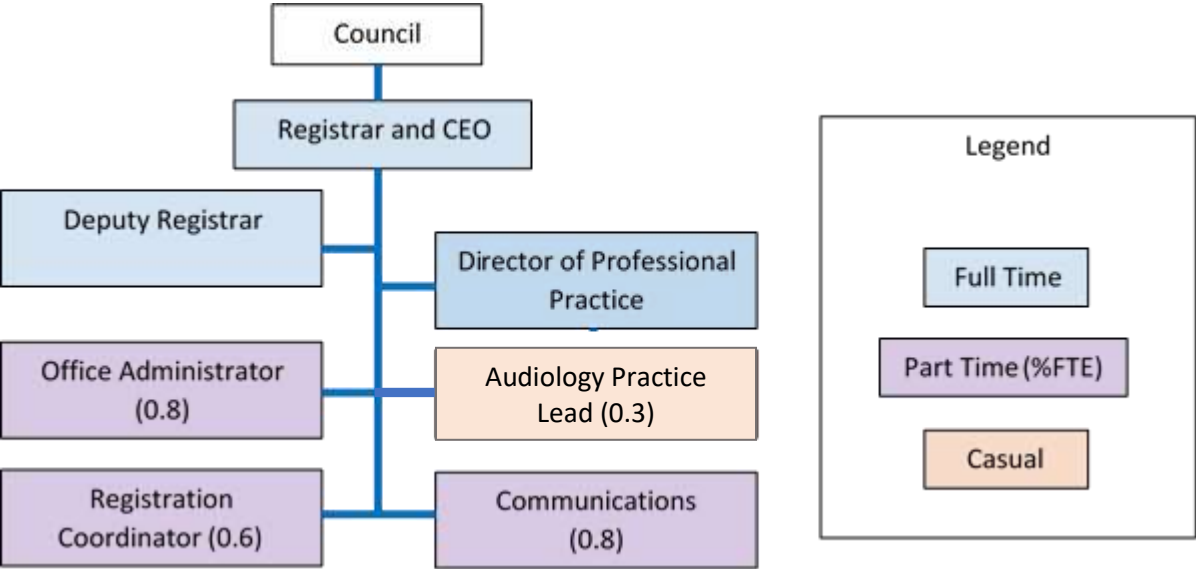 Council
Registrar and CEO
Deputy Registrar
Director of Professional
Practice
Office Administrator
(0.8)
Audiology Practice
Lead (0.3)
Registration
Coordinator (0.6)
Communications
(0.8)
Legend
Full Time
Part Time (%FTE)
Casual